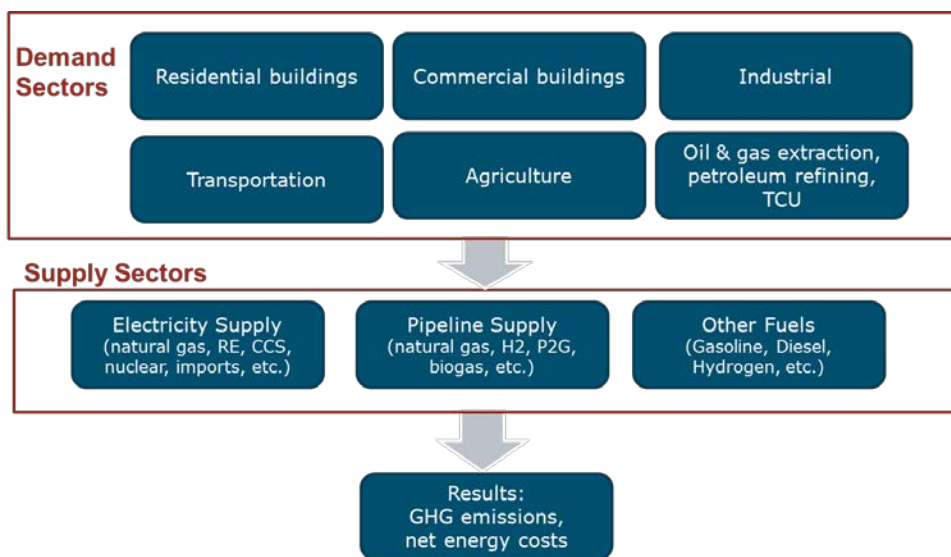 Demand
Sectors
Residential buildings
Commercial buildings
Industrial
Transportation
Agriculture
Oil & gas extraction,
petroleum refining,
TCU
Supply Sectors
Electricity Supply
(natural gas, RE, CCS,
nuclear, imports, etc.)
Pipeline Supply
(natural gas, H2, P2G,
biogas, etc.)
Other Fuels
(Gasoline, Diesel,
Hydrogen, etc.)
Results:
GHG emissions,
net energy costs